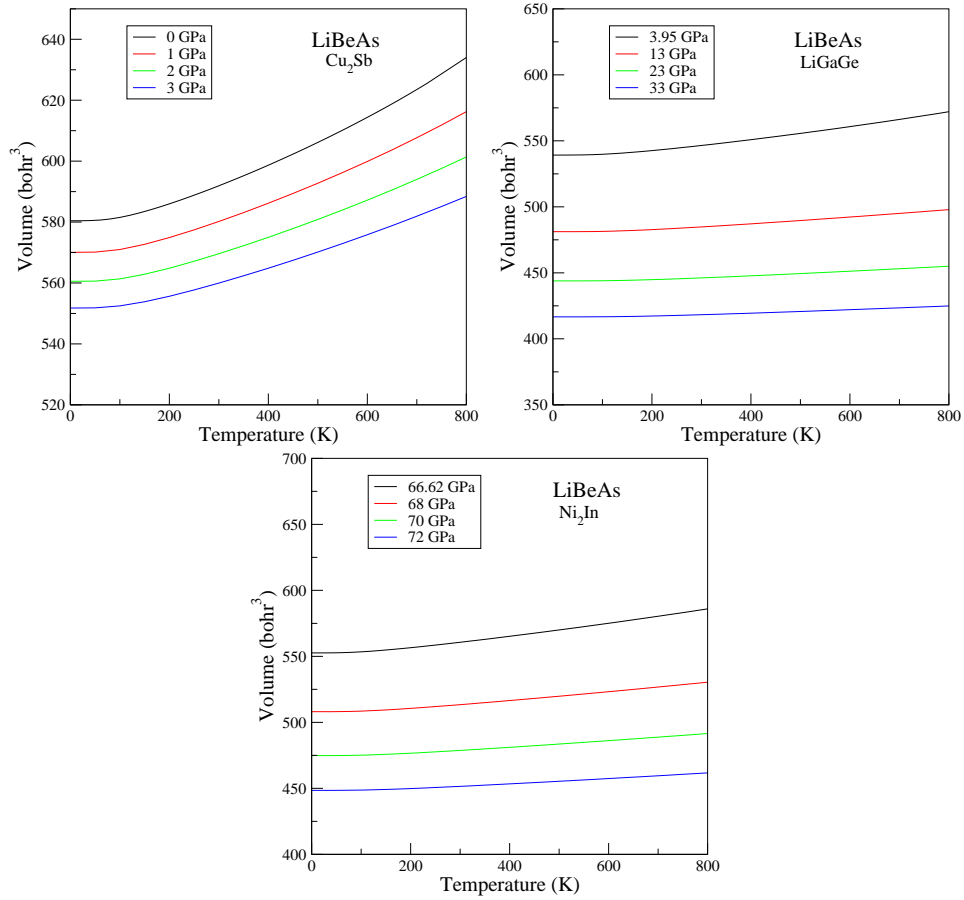 0 GPa
1 GPa
2 GPa
3 GPa
LiBeAs
Cu₂Sb
Volume (bohr³)
640
620
600
580
560
540
520
0 200 400 600 800
Temperature (K)
3.95 GPa
13 GPa
23 GPa
33 GPa
LiBeAs
LiGaGe
Volume (bohr³)
650
600
550
500
450
400
350
0 200 400 600 800
Temperature (K)
66.62 GPa
68 GPa
70 GPa
72 GPa
LiBeAs
Ni₂In
Volume (bohr³)
700
650
600
550
500
450
400
0 200 400 600 800
Temperature (K)